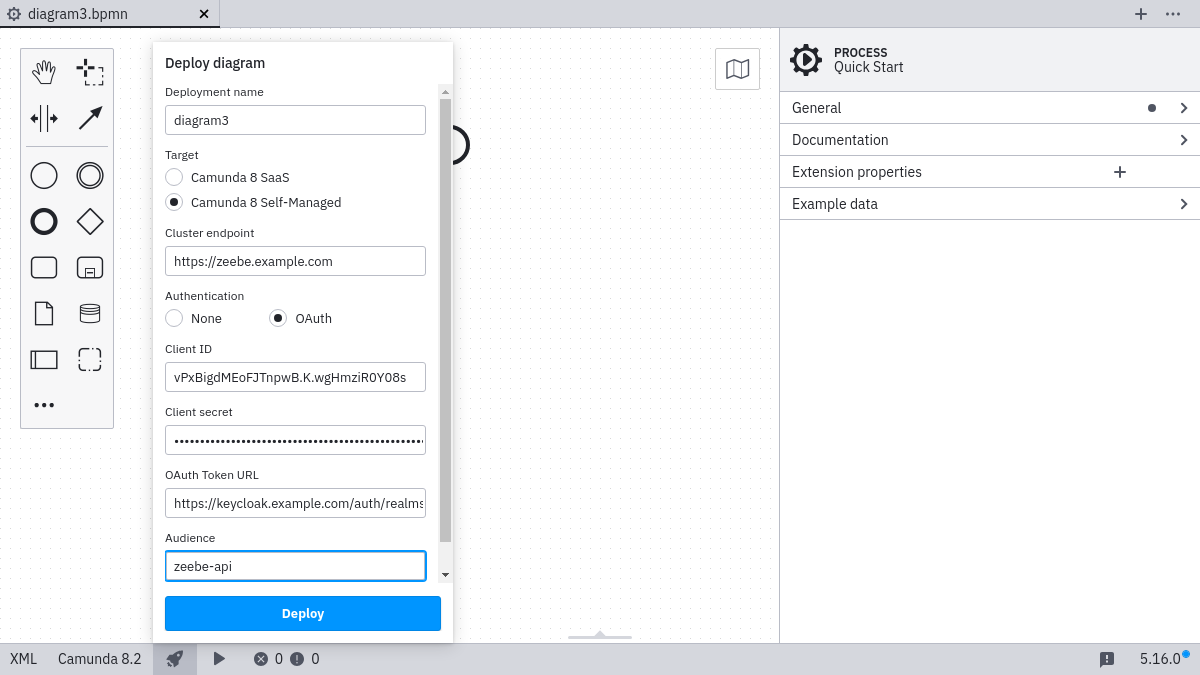 diagram3.bpmn
Deploy diagram
Deployment name
diagram3
Target
Camunda 8 SaaS
Camunda 8 Self-Managed
Cluster endpoint
https://zeebe.example.com
Authentication
None OAuth
Client ID
vPxBigdMEoFJTnpwB.K.wgHmziR0Y08s
Client secret
OAuth Token URL
https://keycloak.example.com/auth/realms
Audience
zeebe-api
Deploy
PROCESS
Quick Start
General
Documentation
Extension properties
Example data
XML Camunda 8.2 0 0 5.16.0